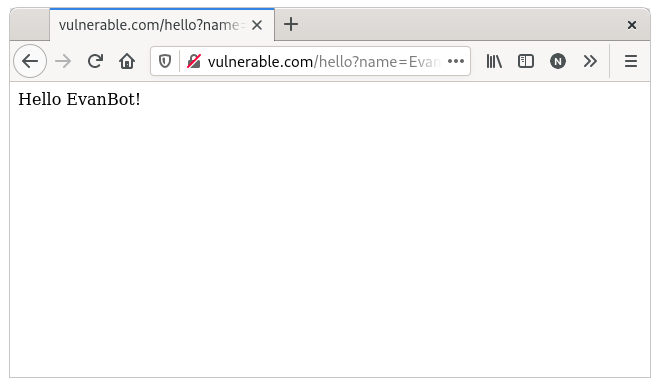 vulnerable.com/hello?name=
vulnerable.com/hello?name=Evan
N
Hello EvanBot!